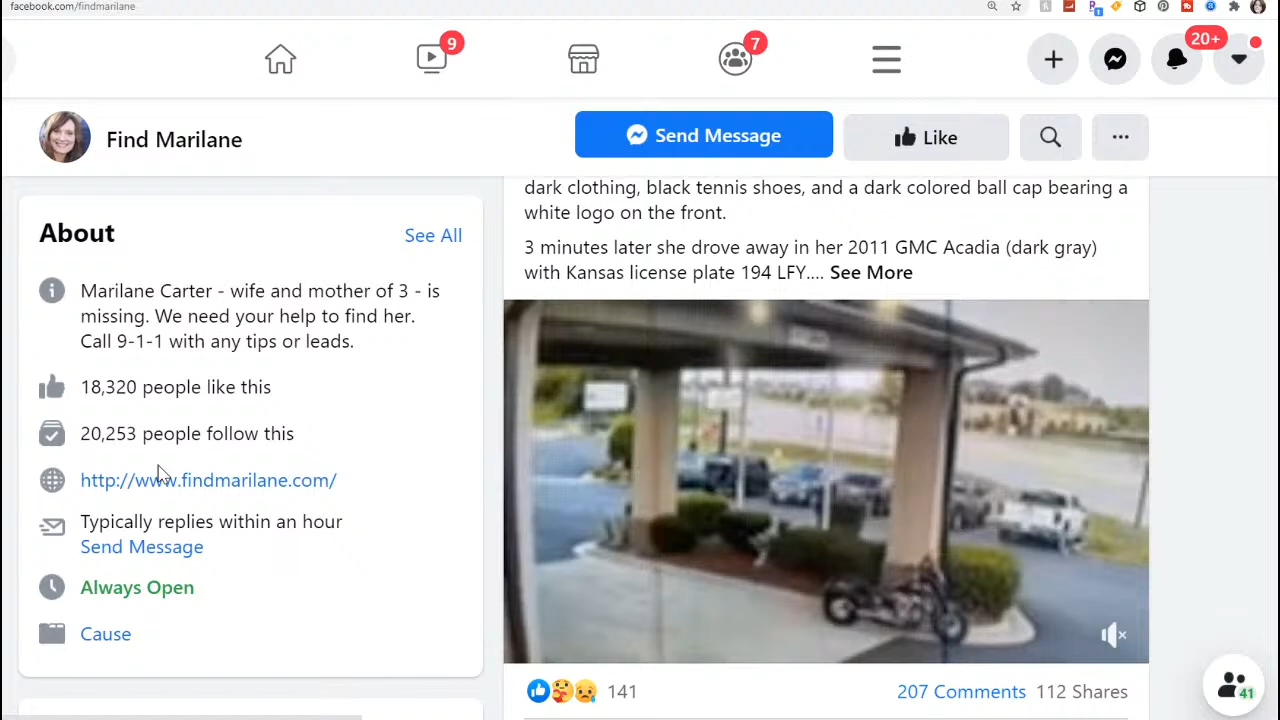 facebook.com/findmarilane
9
7
20+
Find Marilane
Send Message
Like
About
See All
Marilane Carter - wife and mother of 3 - is
missing. We need your help to find her.
Call 9-1-1 with any tips or leads.
18,320 people like this
20,253 people follow this
http://www.findmarilane.com/
Typically replies within an hour
Send Message
Always Open
Cause
dark clothing, black tennis shoes, and a dark colored ball cap bearing a
white logo on the front.
3 minutes later she drove away in her 2011 GMC Acadia (dark gray)
with Kansas license plate 194 LFY.... See More
141
207 Comments
112 Shares
41